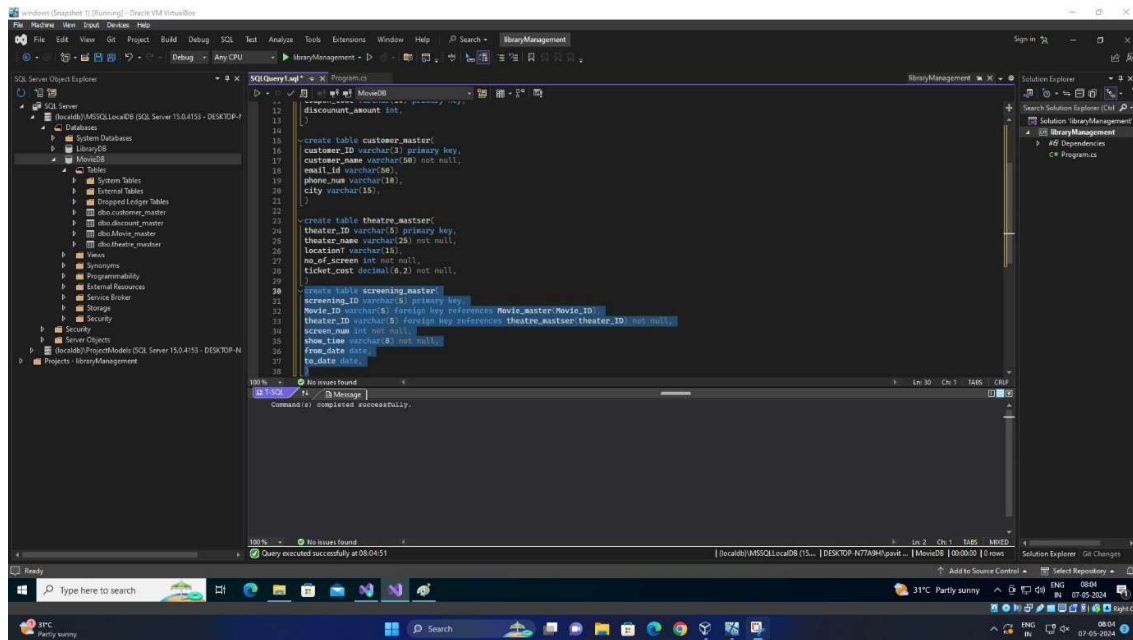 windows (Snapshot 1) [Running] - Oracle VM VirtualBox
File Machine View Input Devices Help
File Edit View Git Project Build Debug SQL Test Analyze Tools Extensions Window Help Search libraryManagement Sign in
Debug Any CPU libraryManagement
SQL Server Object Explorer
SQL Server
(localdb)\MSSQLLocalDB (SQL Server 15.0.4153 - DESKTOP-
Databases
System Databases
LibraryDB
MovieDB
Tables
System Tables
External Tables
Dropped Ledger Tables
dbo.customer_master
dbo.discount_master
dbo.Movie_master
dbo.theatre_mastser
Views
Synonyms
Programmability
External Resources
Service Broker
Storage
Security
Security
Server Objects
(localdb)\ProjectModels (SQL Server 15.0.4153 - DESKTOP-N
Projects - libraryManagement
SQLQuery1.sql* Program.cs libraryManagement
MovieDB
12 discoununt_amount int,
13 )
14
15 create table customer_master(
16 customer_ID varchar(3) primary key,
17 customer_name varchar(50) not null,
18 email_id varchar(50),
19 phone_num varchar(10),
20 city varchar(15),
21 )
22
23 create table theatre_mastser(
24 theater_ID varchar(5) primary key,
25 theater_name varchar(25) not null,
26 locationT varchar(15),
27 no_of_screen int not null,
28 ticket_cost decimal(6,2) not null,
29 )
30 create table screening_master(
31 screening_ID varchar(5) primary key,
32 Movie_ID varchar(5) foreign key references Movie_master(Movie_ID),
33 theater_ID varchar(5) foreign key references theatre_mastser(theater_ID) not null,
34 screen_num int not null,
35 show_time varchar(8) not null,
36 from_date date,
37 to_date date,
38 )
100 % No issues found Ln: 30 Ch: 1 TABS CRLF
T-SQL Message
Command(s) completed successfully.
100 % No issues found Ln: 2 Ch: 1 TABS MIXED
Query executed successfully at 08:04:51 (localdb)\MSSQLLocalDB (15.... DESKTOP-N77A9HI\pavit ... MovieDB 00:00:00 0 rows
Solution Explorer
Search Solution Explorer (Ctrl
Solution 'libraryManagement'
libraryManagement
Dependencies
C# Program.cs
Solution Explorer Git Changes
Ready Add to Source Control Select Repository
Type here to search 31°C Partly sunny ENG IN 08:04 07-05-2024
Right C
31°C Partly sunny Search ENG IN 08:04 07-05-2024